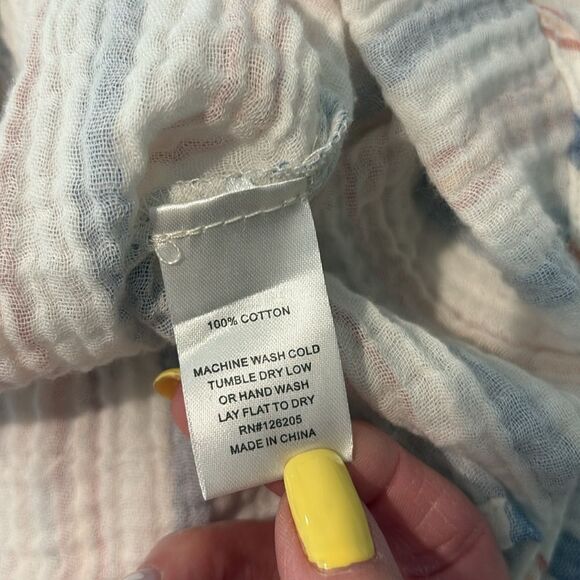 100% COTTON
MACHINE WASH COLD
TUMBLE DRY LOW
OR HAND WASH
LAY FLAT TO DRY
RN#126205
MADE IN CHINA